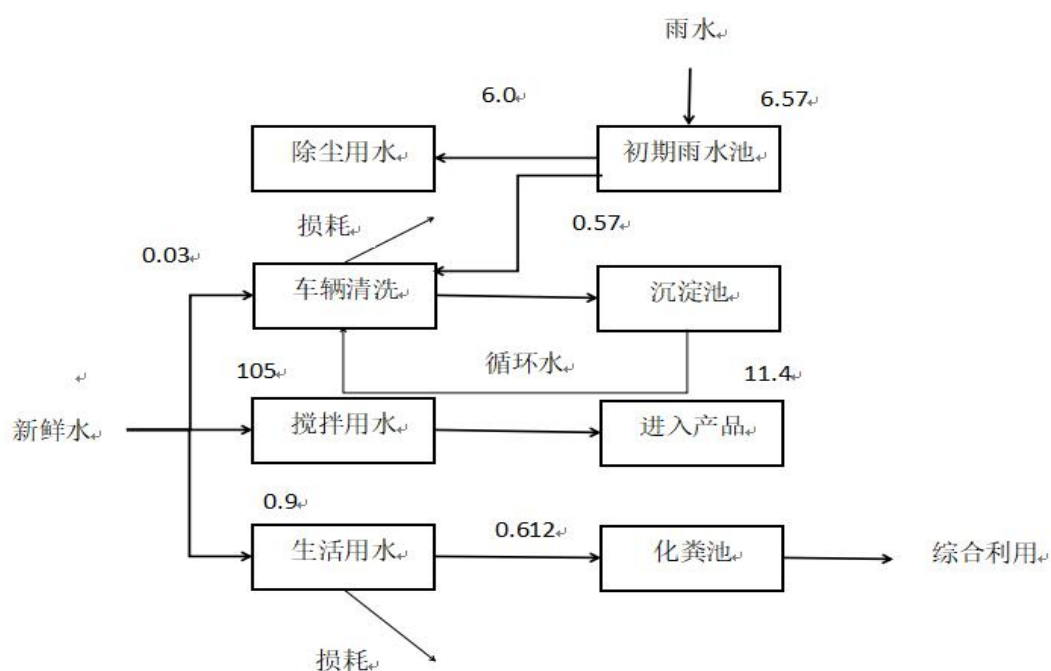 雨水
6.0
6.57
除尘用水
初期雨水池
损耗
0.57
0.03
车辆清洗
沉淀池
循环水
105
11.4
新鲜水
搅拌用水
进入产品
0.9
0.612
生活用水
化粪池
综合利用
损耗